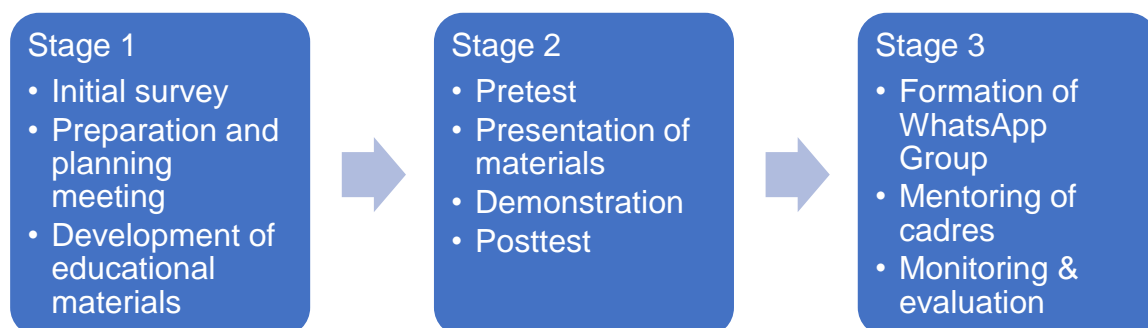 Stage 1
• Initial survey
• Preparation and
planning
meeting
• Development of
educational
materials
Stage 2
• Pretest
• Presentation of
materials
• Demonstration
• Posttest
Stage 3
• Formation of
WhatsApp
Group
• Mentoring of
cadres
• Monitoring &
evaluation